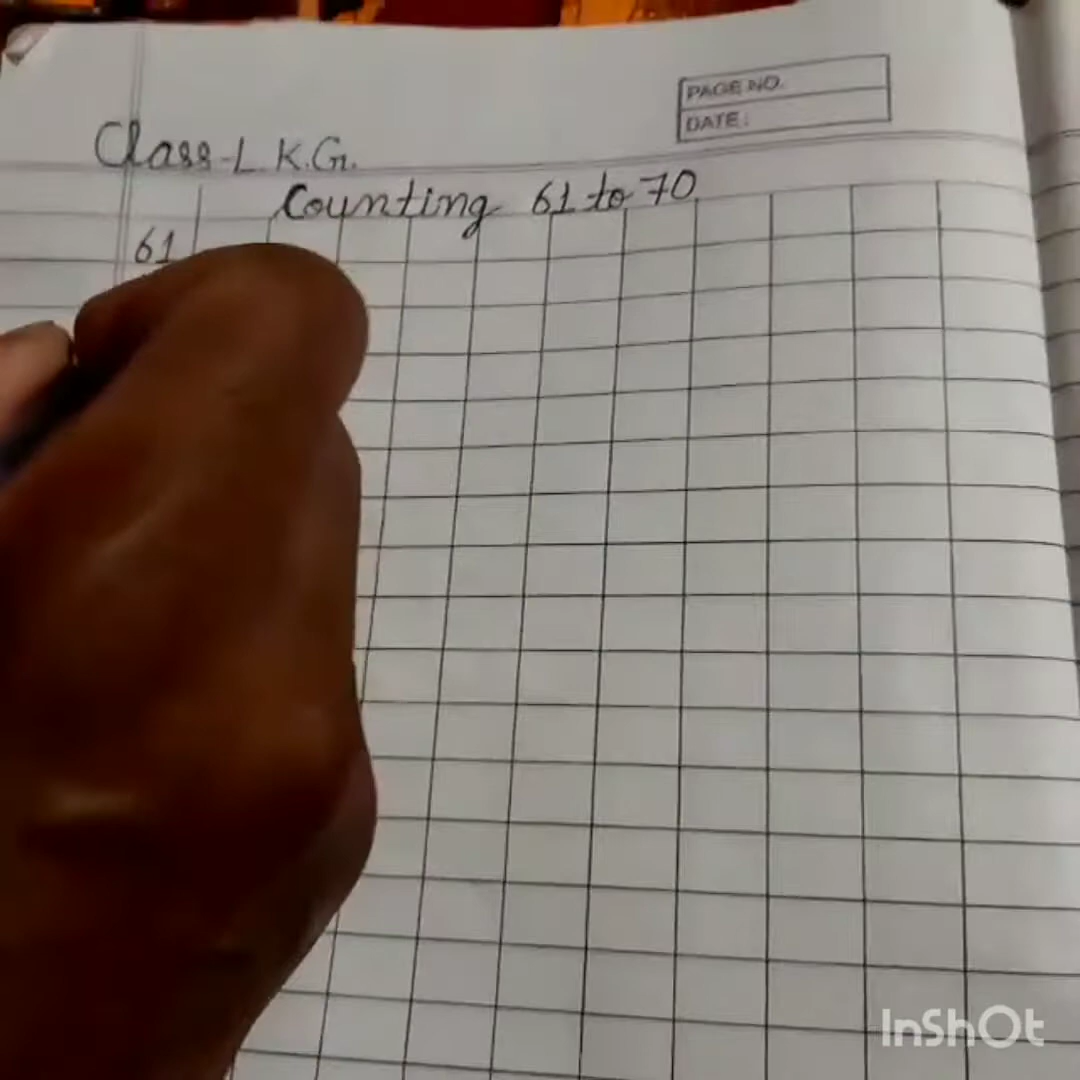 PAGE NO.
DATE:
Class-L.K.G.
Counting 61 to 70
61
InShOt